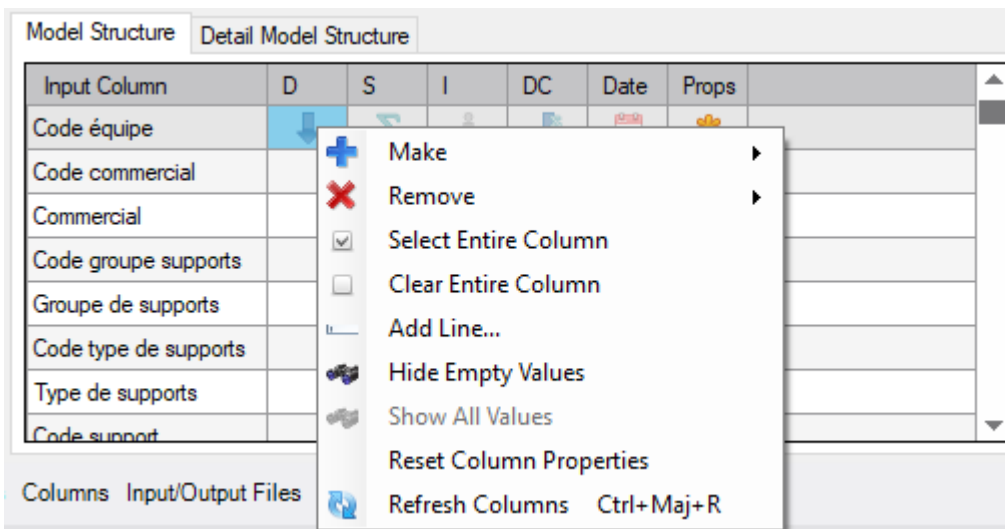 Model Structure Detail Model Structure
Input Column D S I DC Date Props
Code équipe
Code commercial
Commercial
Code groupe supports
Groupe de supports
Code type de supports
Type de supports
Code support
Make
Remove
Select Entire Column
Clear Entire Column
Add Line...
Hide Empty Values
Show All Values
Reset Column Properties
Refresh Columns Ctrl+Maj+R
Columns Input/Output Files